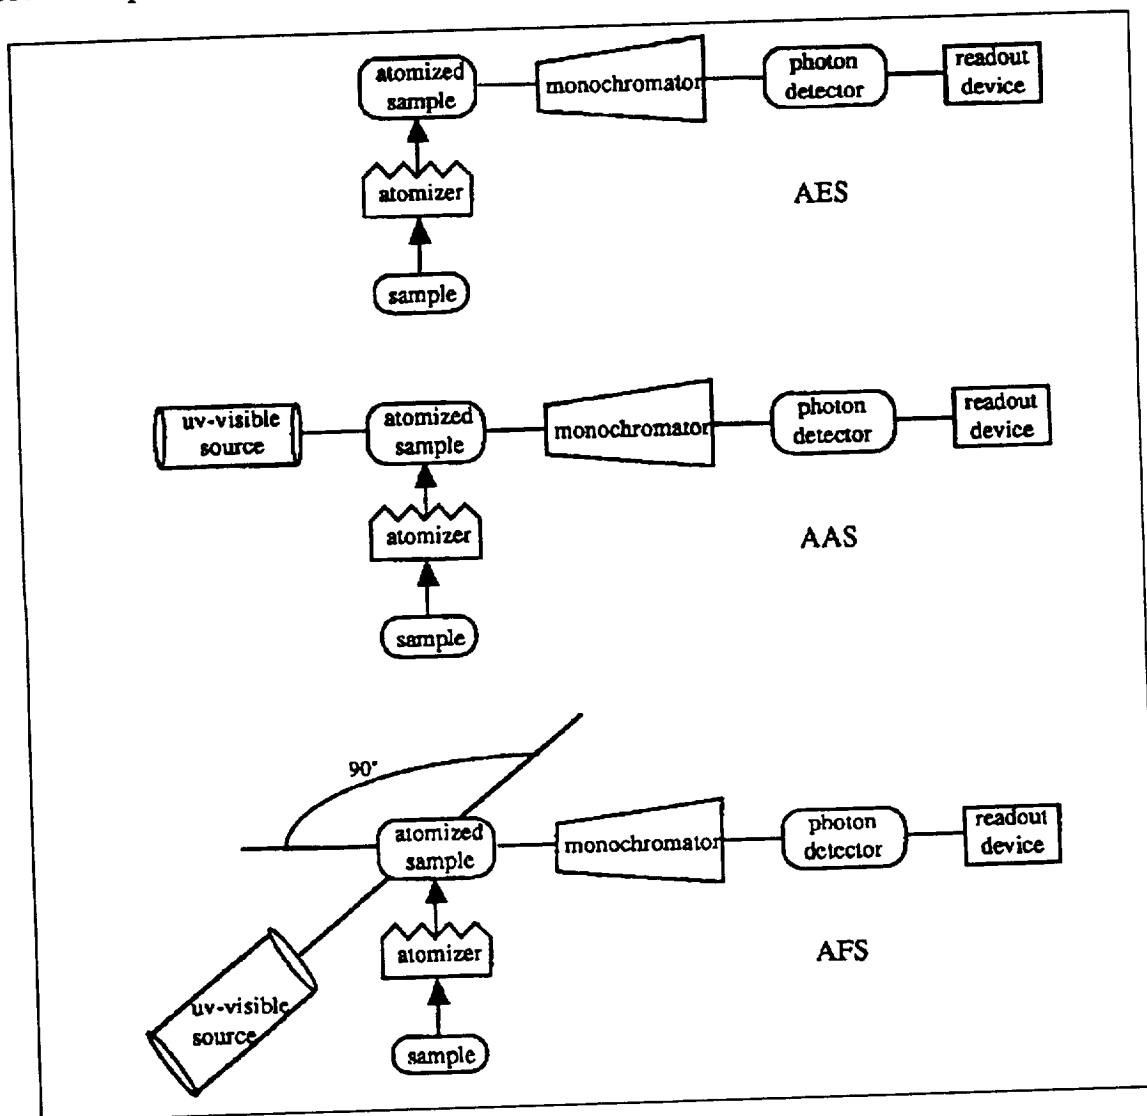 atomized
sample
monochromator
photon
detector
readout
device
atomizer
AES
sample
uv-visible
source
atomized
sample
monochromator
photon
detector
readout
device
atomizer
AAS
sample
90°
atomized
sample
monochromator
photon
detector
readout
device
atomizer
AFS
uv-visible
source
sample